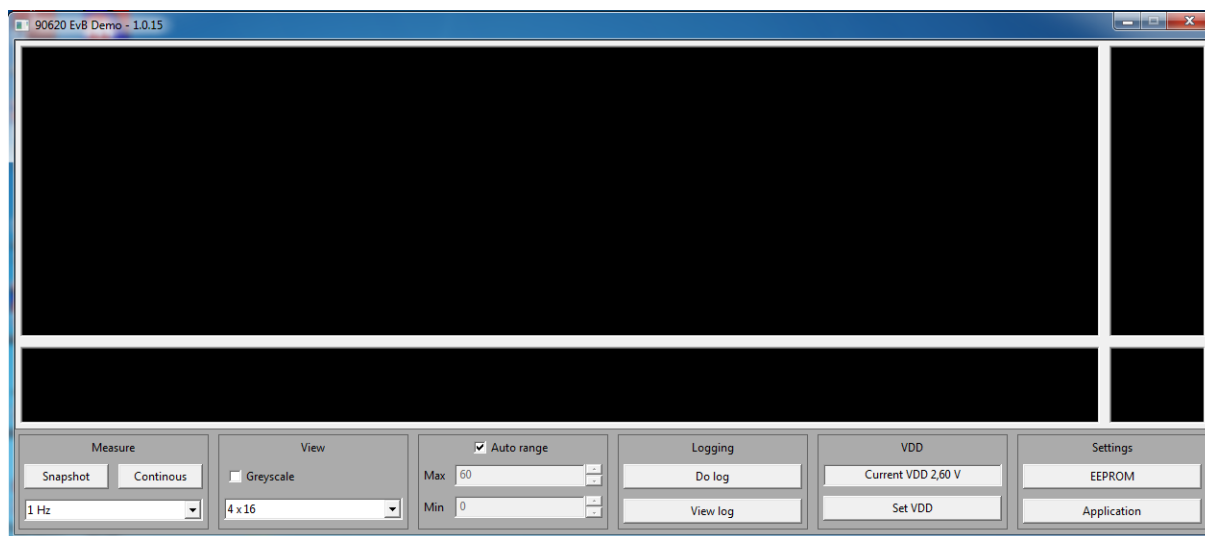 90620 EvB Demo - 1.0.15
Measure
Snapshot
Continous
1 Hz
View
Greyscale
4 x 16
Auto range
Max 60
Min 0
Logging
Do log
View log
VDD
Current VDD 2,60 V
Set VDD
Settings
EEPROM
Application